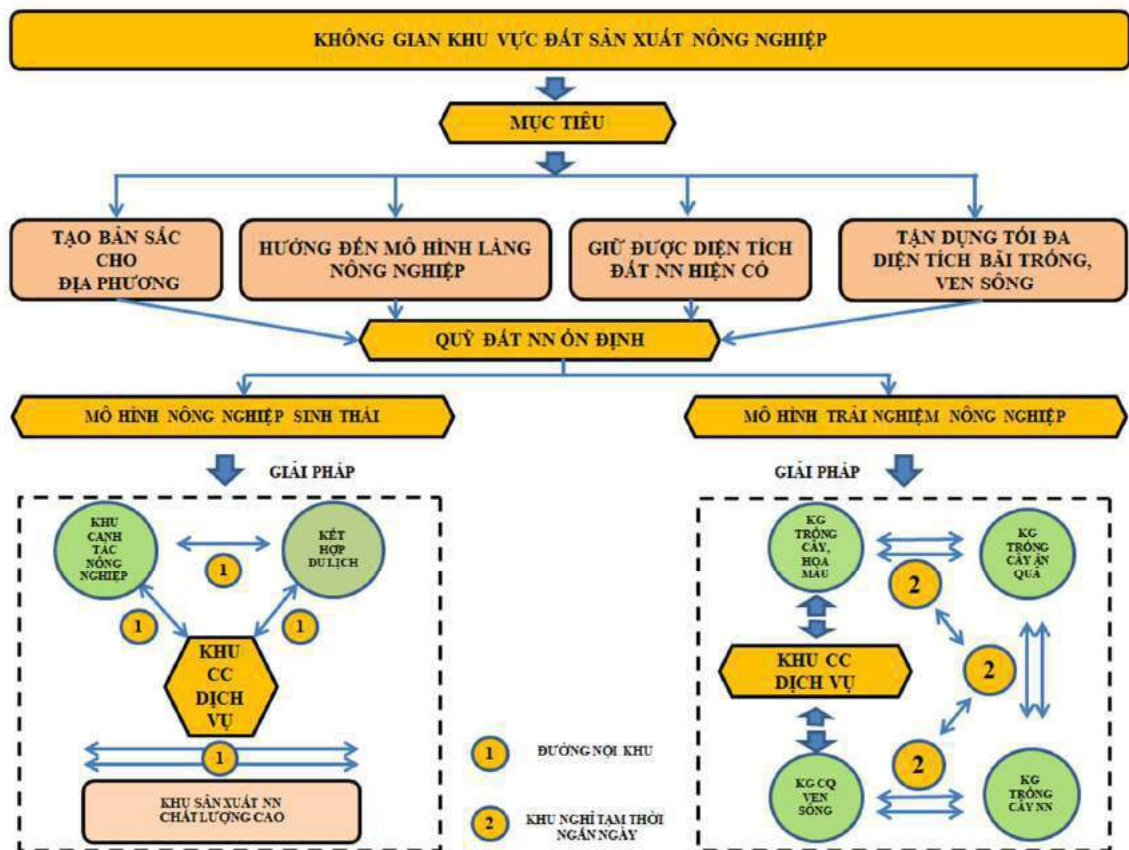 KHÔNG GIAN KHU VỰC ĐẤT SẢN XUẤT NÔNG NGHIỆP
MỤC TIÊU
TẠO BẢN SẮC
CHO
ĐỊA PHƯƠNG
HƯỚNG ĐẾN MÔ HÌNH LÀNG
NÔNG NGHIỆP
GIỮ ĐƯỢC DIỆN TÍCH
ĐẤT NN HIỆN CÓ
TẬN DỤNG TỐI ĐA
DIỆN TÍCH BÃI TRỐNG,
VEN SÔNG
QUỸ ĐẤT NN ỔN ĐỊNH
MÔ HÌNH NÔNG NGHIỆP SINH THÁI
GIẢI PHÁP
KHU
CANH
TÁC
NÔNG
NGHIỆP
KẾT
HỢP
DU LỊCH
1
1
1
KHU
CC
DỊCH
VỤ
1
KHU SẢN XUẤT NN
CHẤT LƯỢNG CAO
1
ĐƯỜNG NỘI KHU
2
KHU NGHỈ TẠM THỜI
NGẮN NGÀY
MÔ HÌNH TRẢI NGHIỆM NÔNG NGHIỆP
GIẢI PHÁP
KG
TRỒNG
CÂY,
HOA
MÀU
KG
TRỒNG
CÂY ĂN
QUẢ
2
KHU CC
DỊCH VỤ
2
2
KG CQ
VEN
SÔNG
KG
TRỒNG
CÂY NN